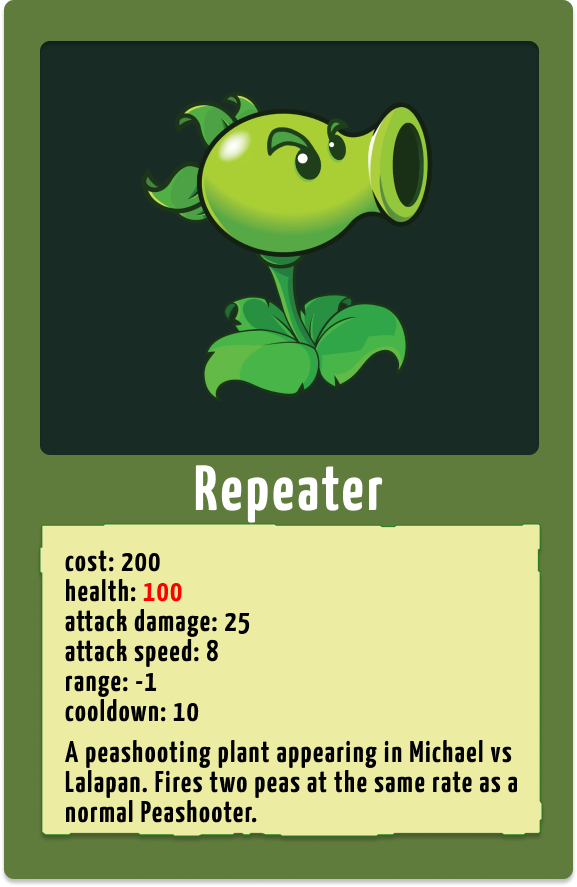 Repeater
cost: 200
health: 100
attack damage: 25
attack speed: 8
range: -1
cooldown: 10
A peashooting plant appearing in Michael vs
Lalapan. Fires two peas at the same rate as a
normal Peashooter.